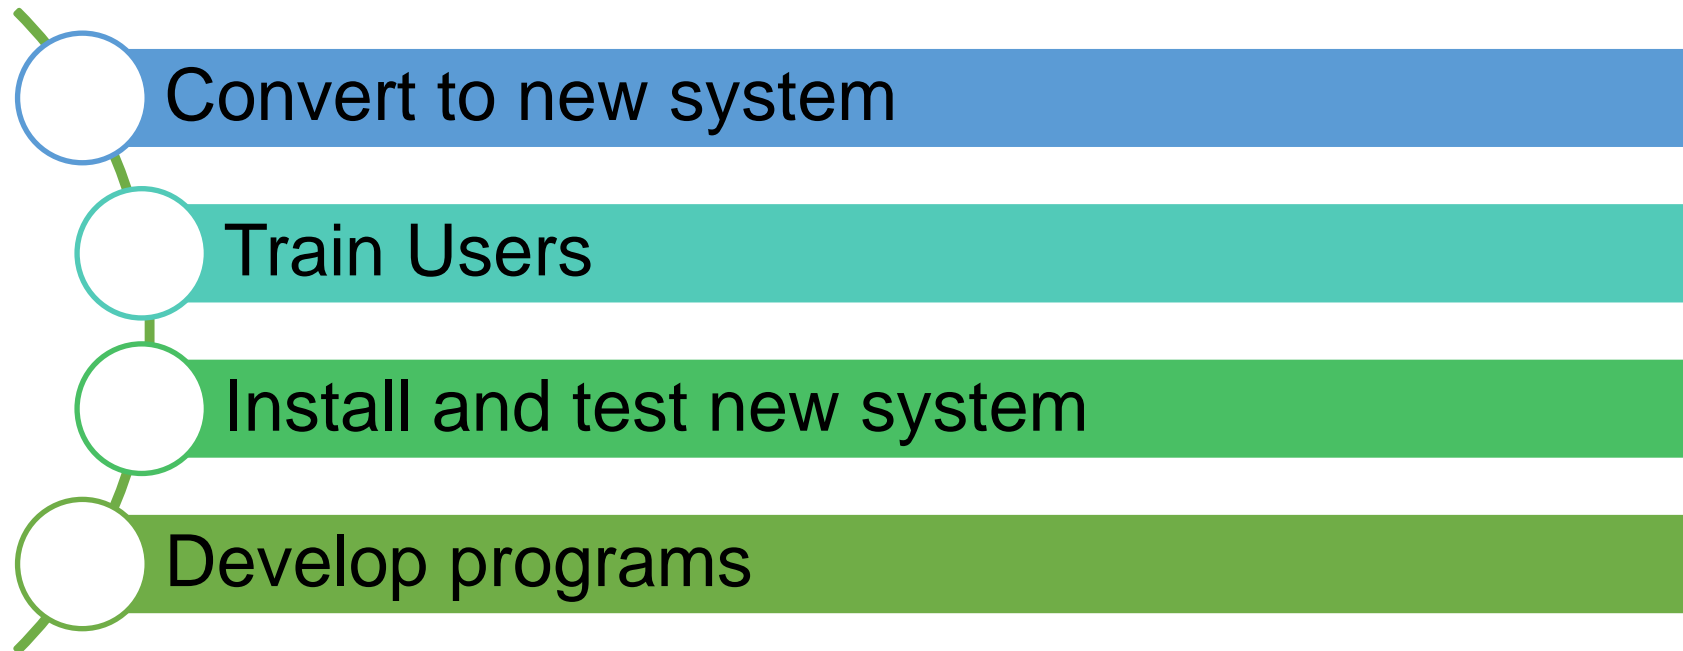 Convert to new system
Train Users
Install and test new system
Develop programs